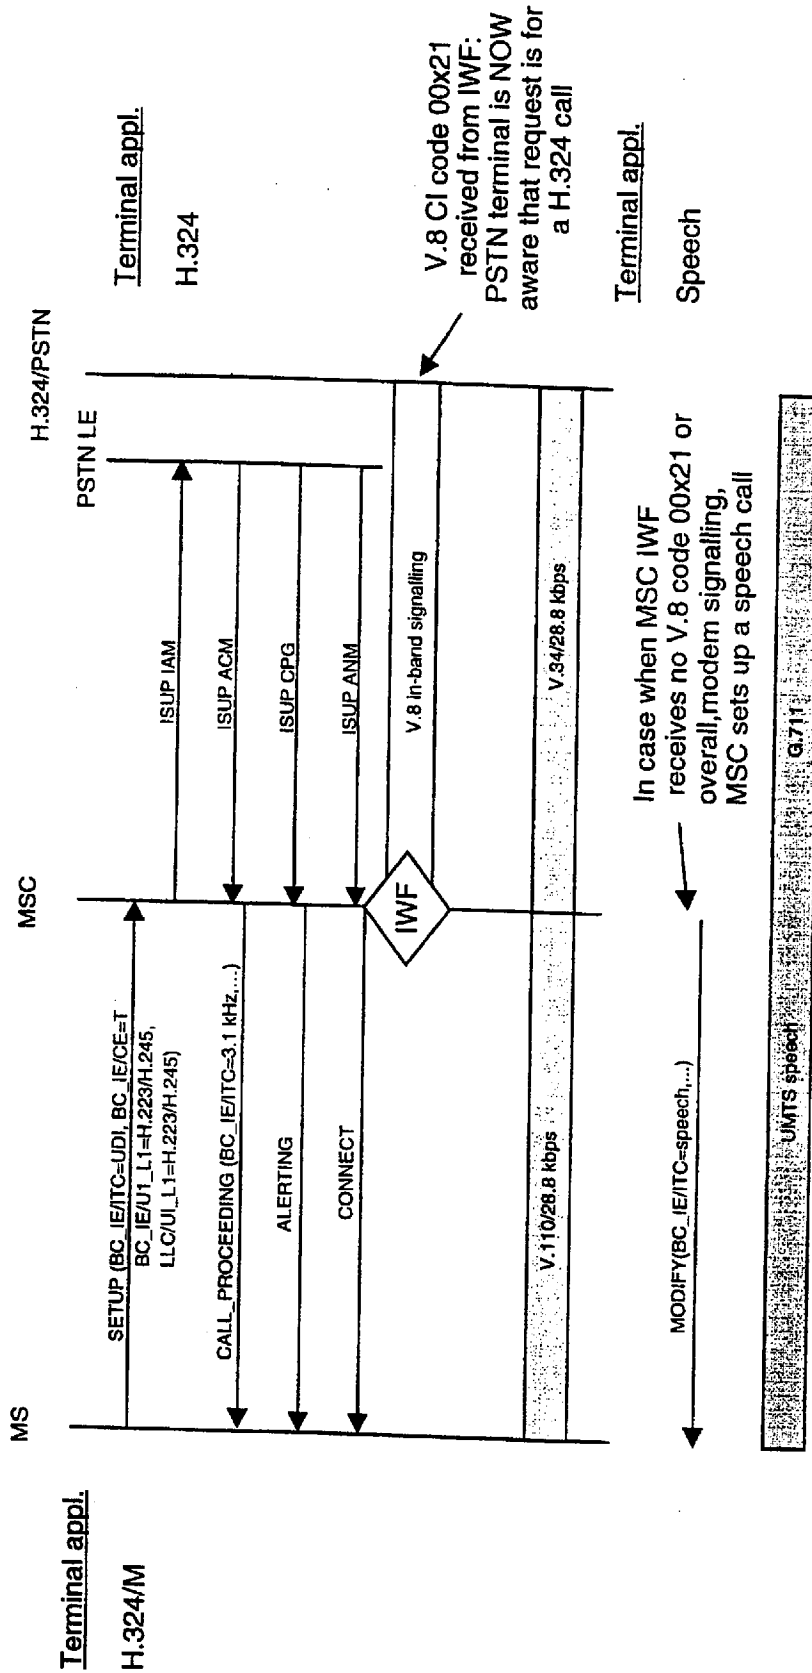 Terminal appl.
H.324/M
MS
MSC
PSTN LE
H.324/PSTN
Terminal appl.
H.324
SETUP (BC_IE/ITC=UDI, BC_IE/CE=T
BC_IE/U1_L1=H.223/H.245,
LLC/UI_L1=H.223/H.245)
ISUP IAM
CALL_PROCEEDING (BC_IE/ITC=3.1 kHz,...)
ISUP ACM
ALERTING
ISUP CPG
CONNECT
ISUP ANM
IWF
V.8 in-band signalling
V.8 CI code 00x21
received from IWF:
PSTN terminal is NOW
aware that request is for
a H.324 call
V.110/28.8 kbps
V.34/28.8 kbps
Terminal appl.
Speech
In case when MSC IWF
receives no V.8 code 00x21 or
overall,modem signalling,
MSC sets up a speech call
MODIFY(BC_IE/ITC=speech,...)
UMTS speech
G.711